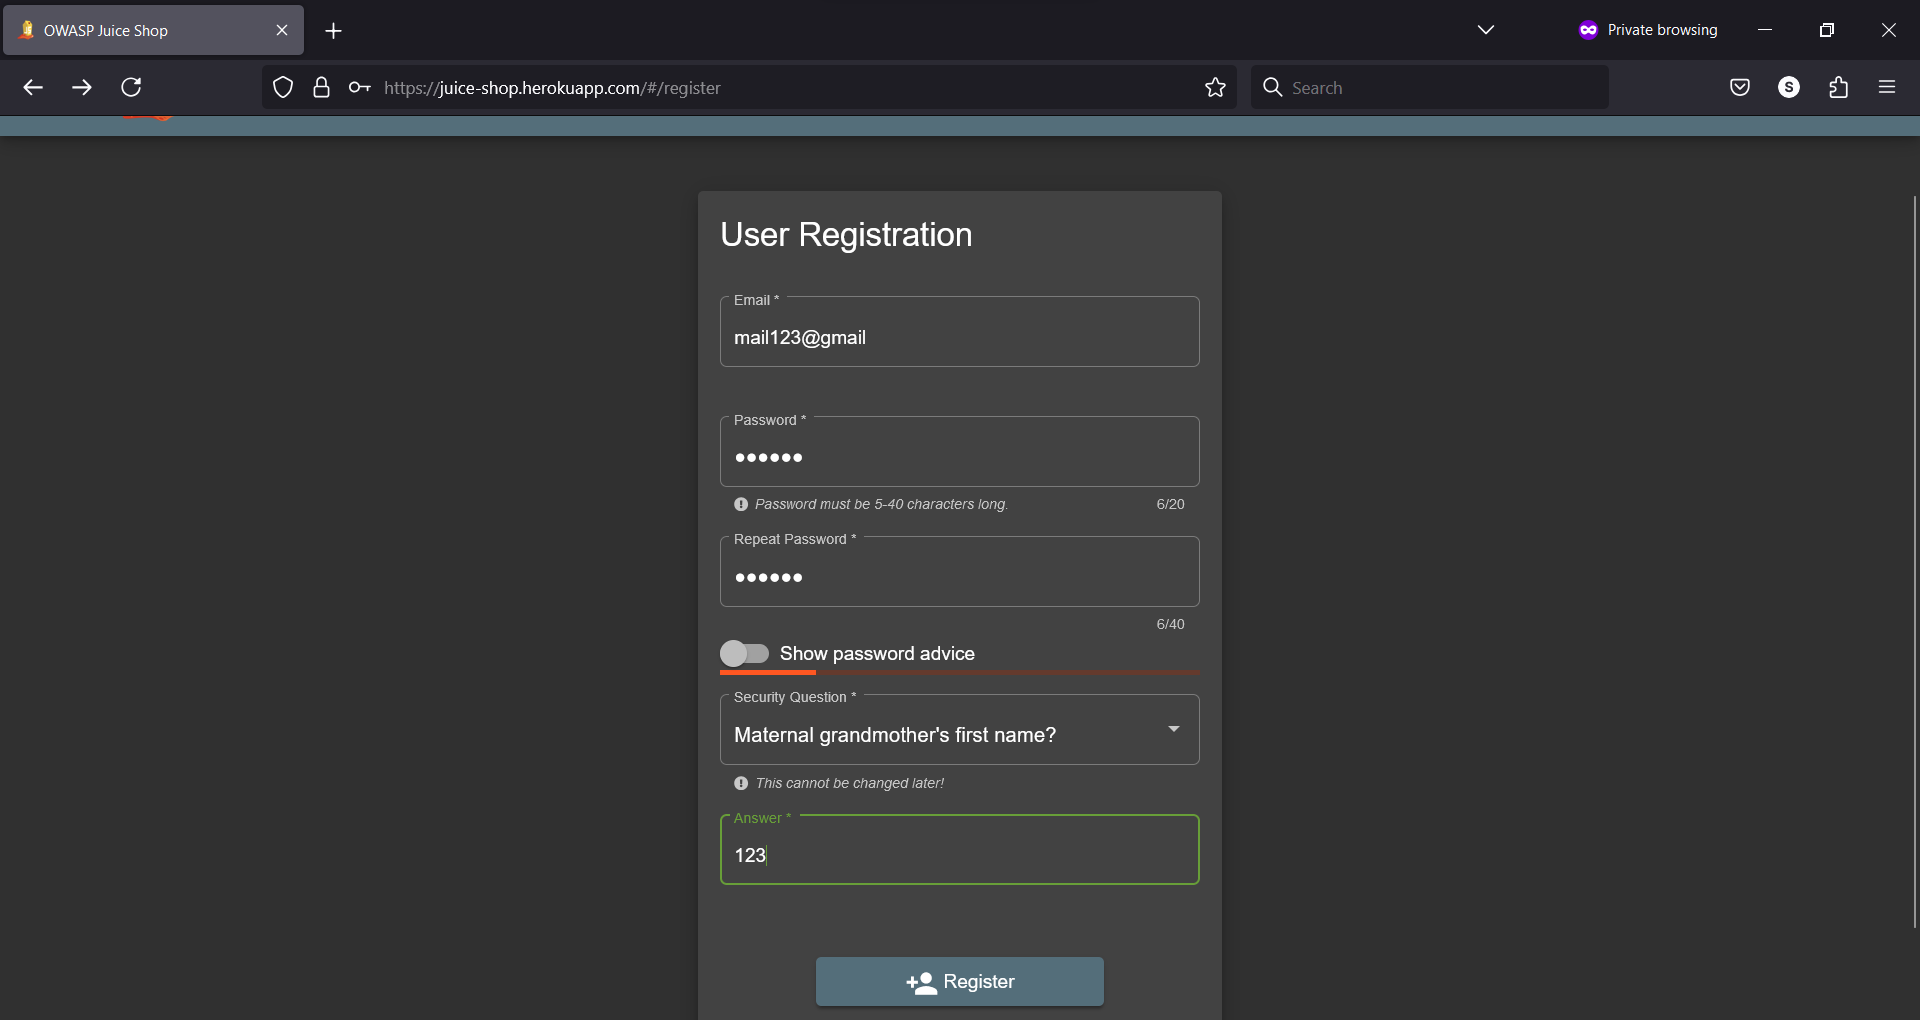 OWASP Juice Shop
Private browsing
https://juice-shop.herokuapp.com/#/register
Search
S
User Registration
Email *
mail123@gmail
Password *
••••••
Password must be 5-40 characters long.
6/20
Repeat Password *
••••••
6/40
Show password advice
Security Question *
Maternal grandmother's first name?
This cannot be changed later!
Answer *
123
Register